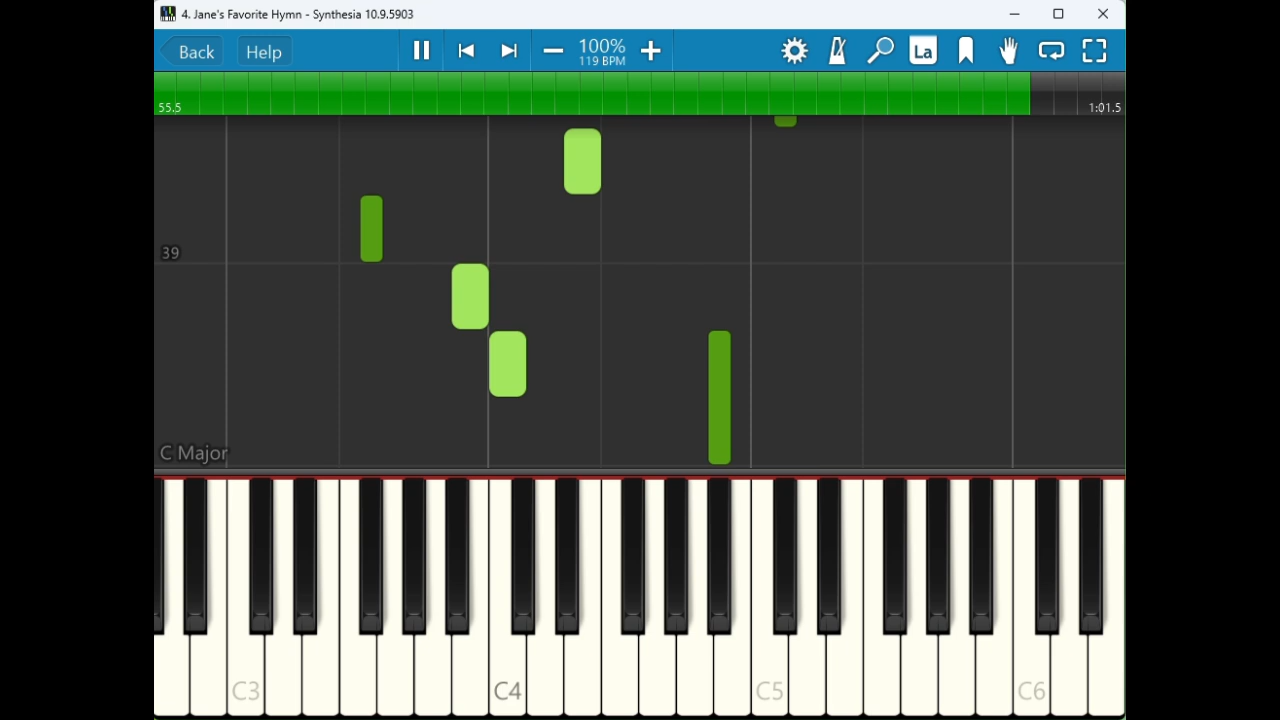 4. Jane's Favorite Hymn - Synthesia 10.9.5903
Back Help 100% La
119 BPM
55.5 1:01.5
39
C Major
C3 C4 C5 C6